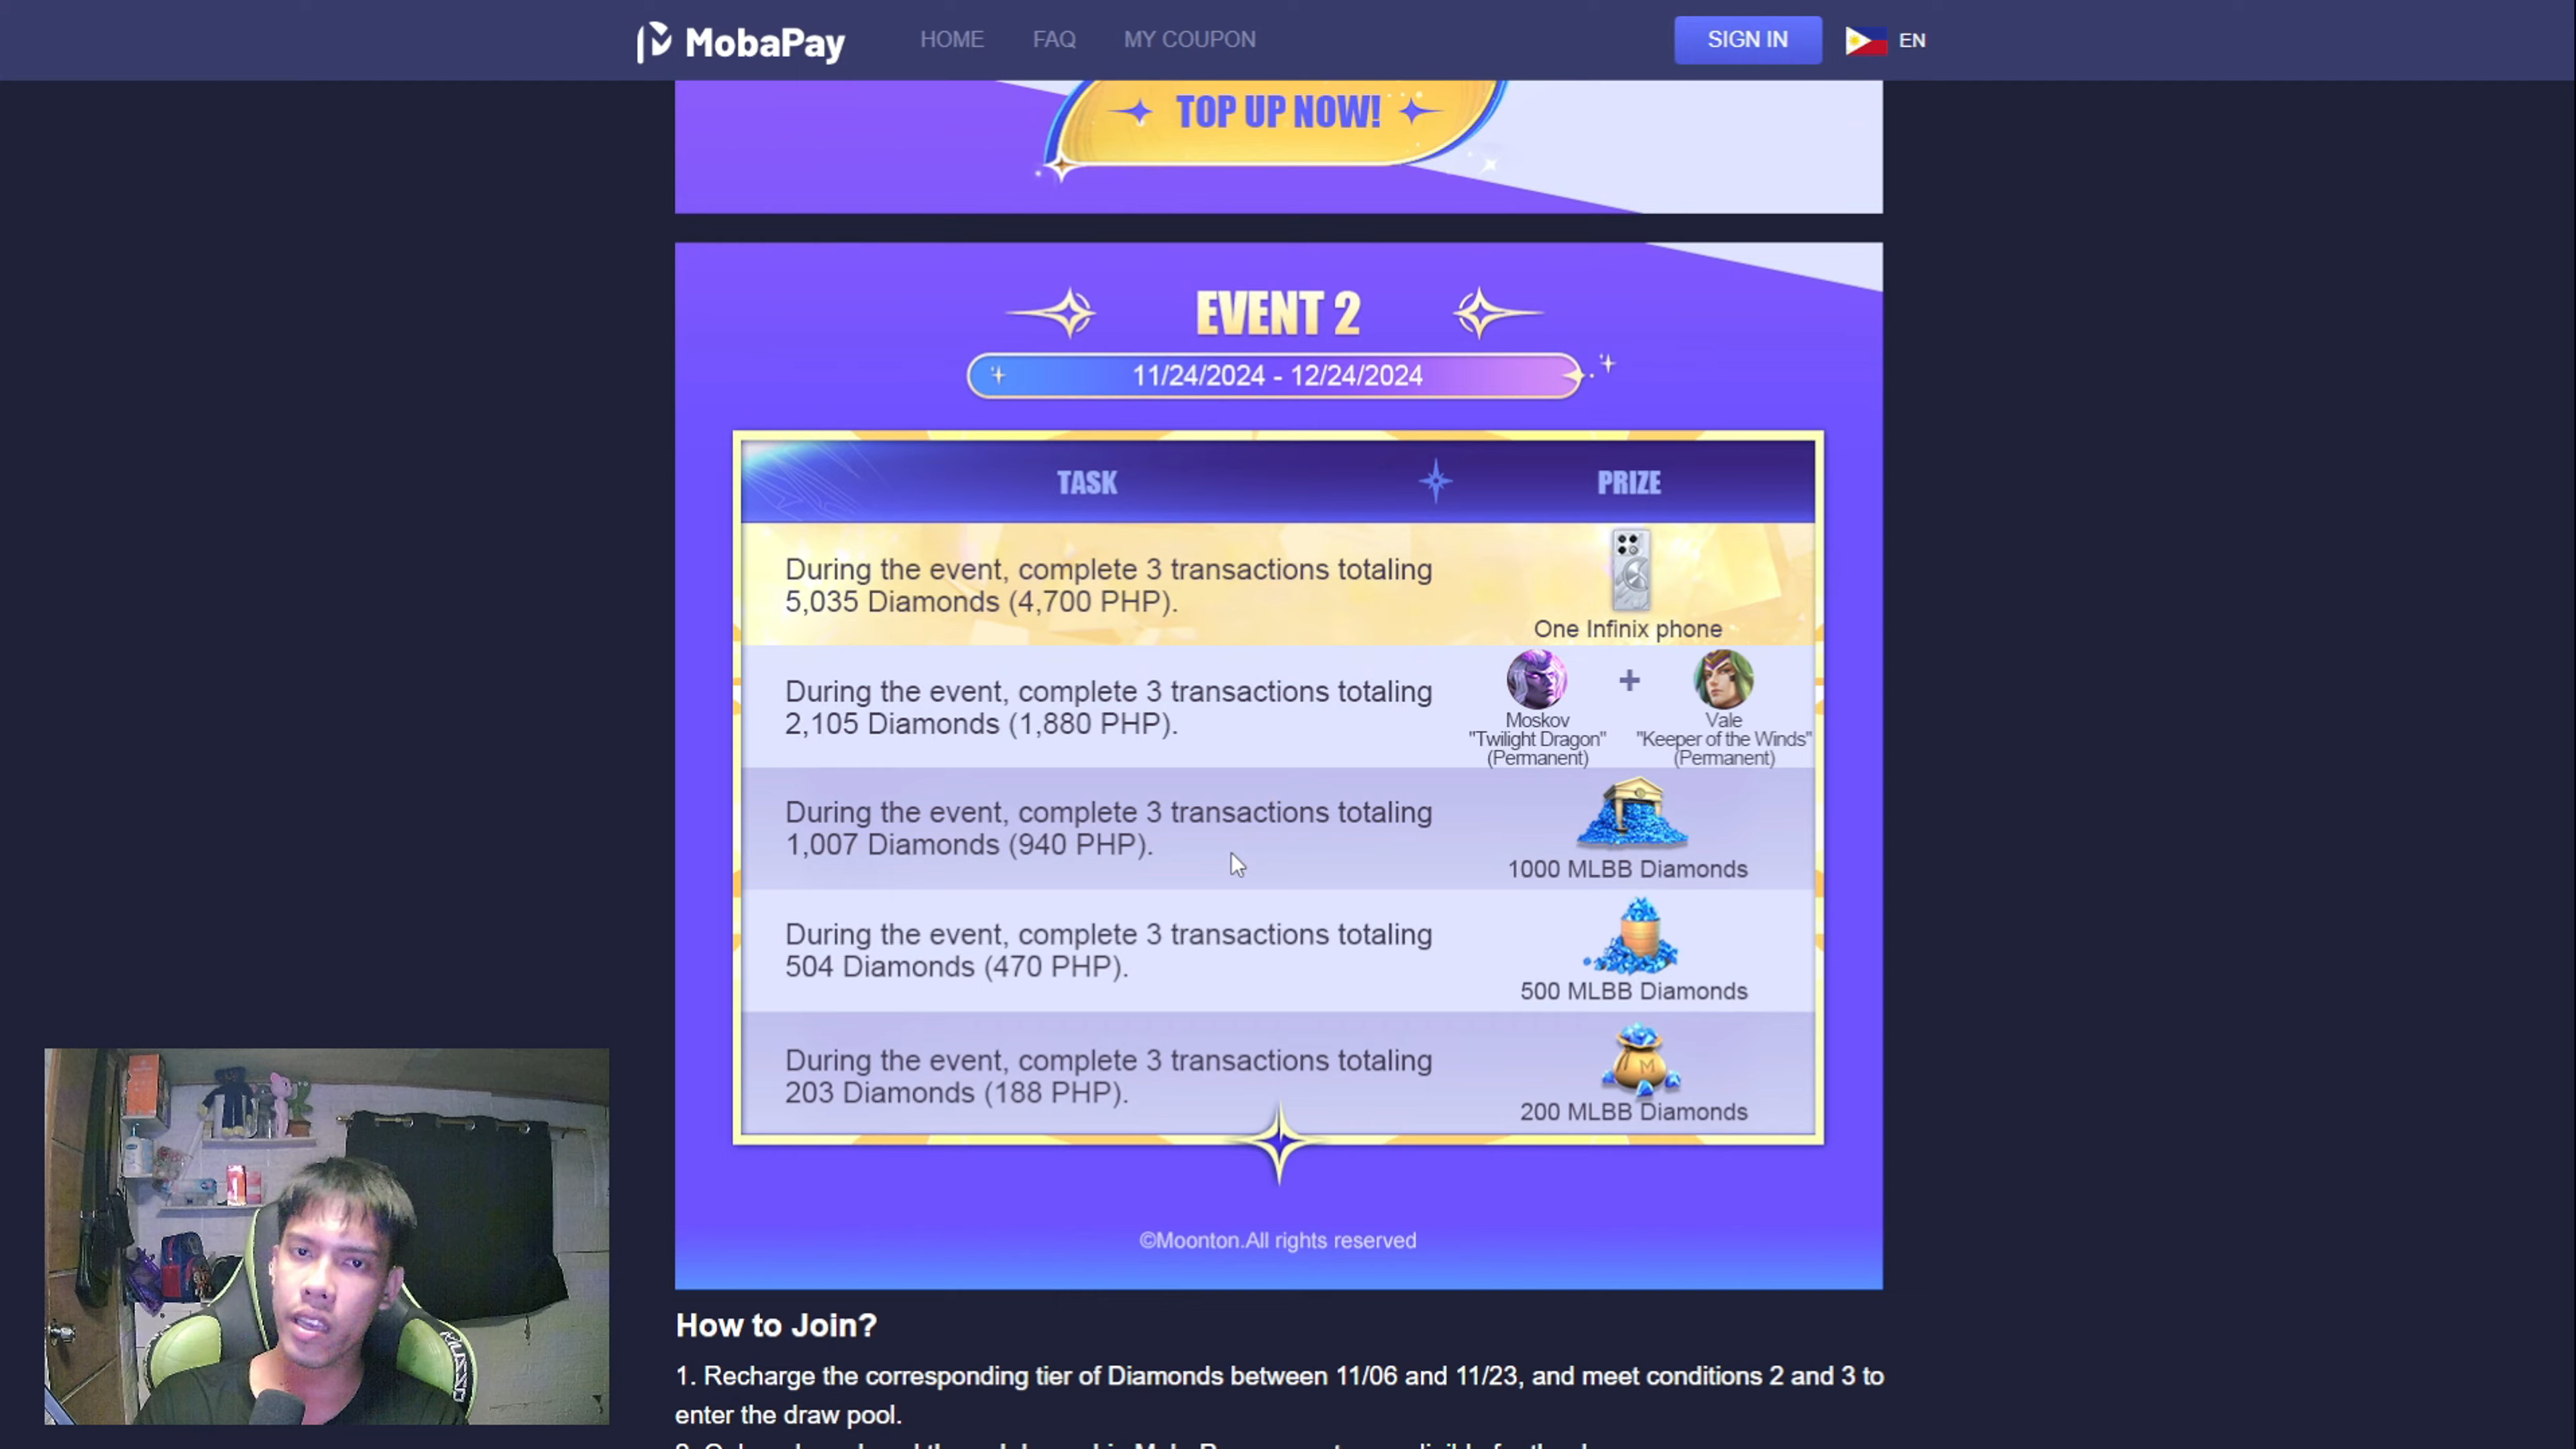 MobaPay HOME FAQ MY COUPON SIGN IN EN
TOP UP NOW!
EVENT 2
11/24/2024 - 12/24/2024
TASK PRIZE
During the event, complete 3 transactions totaling
5,035 Diamonds (4,700 PHP).
One Infinix phone
During the event, complete 3 transactions totaling
2,105 Diamonds (1,880 PHP).
+
Moskov
"Twilight Dragon"
(Permanent)
Vale
"Keeper of the Winds"
(Permanent)
During the event, complete 3 transactions totaling
1,007 Diamonds (940 PHP).
1000 MLBB Diamonds
During the event, complete 3 transactions totaling
504 Diamonds (470 PHP).
500 MLBB Diamonds
During the event, complete 3 transactions totaling
203 Diamonds (188 PHP).
M
200 MLBB Diamonds
©Moonton.All rights reserved
How to Join?
1. Recharge the corresponding tier of Diamonds between 11/06 and 11/23, and meet conditions 2 and 3 to
enter the draw pool.